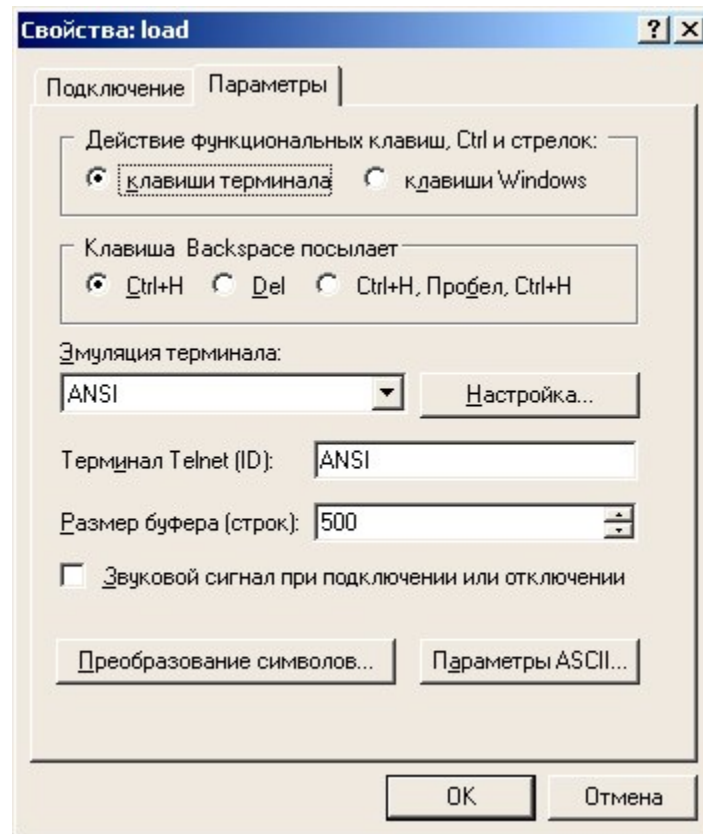 Свойства: load
Подключение Параметры
Действие функциональных клавиш, Ctrl и стрелок:
клавиши терминала клавиши Windows
Клавиша Backspace посылает
Ctrl+H Del Ctrl+H, Пробел, Ctrl+H
Эмуляция терминала:
ANSI Настройка...
Терминал Telnet (ID): ANSI
Размер буфера (строк): 500
Звуковой сигнал при подключении или отключении
Преобразование символов... Параметры ASCII...
OK Отмена